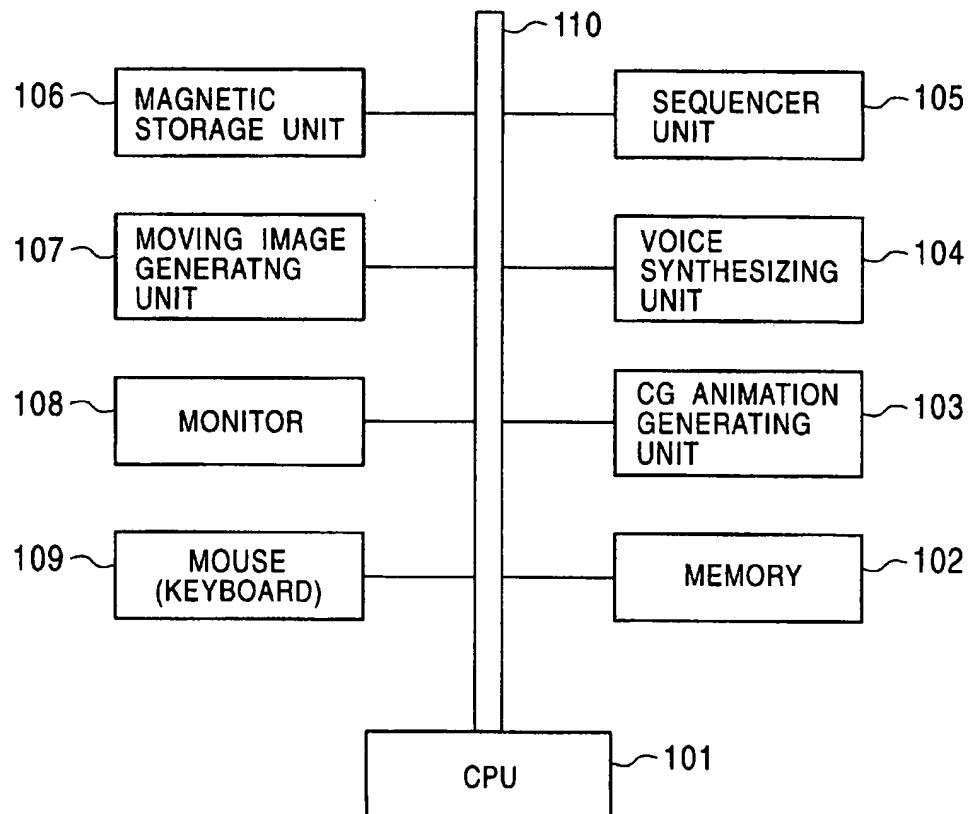 110
106
MAGNETIC
STORAGE UNIT
SEQUENCER
UNIT
105
107
MOVING IMAGE
GENERATNG
UNIT
VOICE
SYNTHESIZING
UNIT
104
108
MONITOR
CG ANIMATION
GENERATING
UNIT
103
109
MOUSE
(KEYBOARD)
MEMORY
102
CPU
101